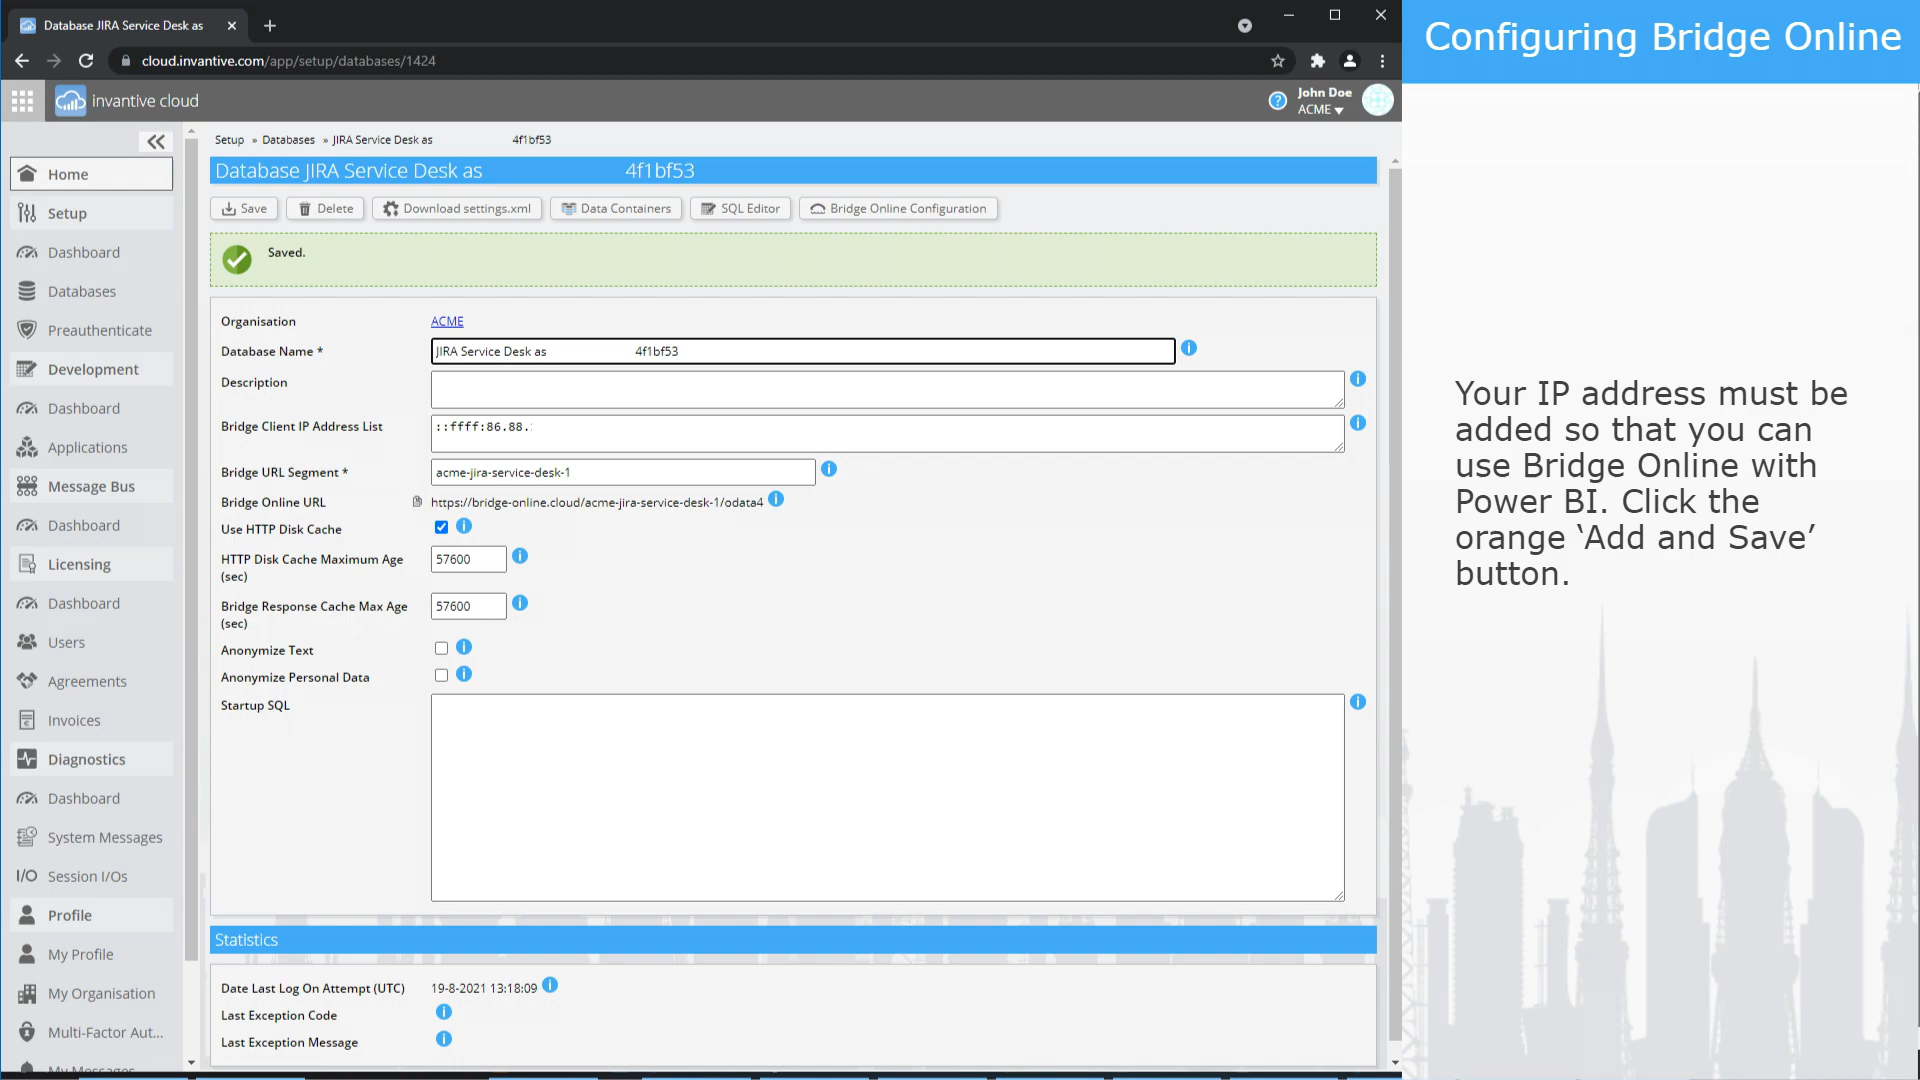 Database JIRA Service Desk as
cloud.invantive.com/app/setup/databases/1424
invantive cloud
John Doe
ACME
Home
Setup
Dashboard
Databases
Preauthenticate
Development
Dashboard
Applications
Message Bus
Dashboard
Licensing
Dashboard
Users
Agreements
Invoices
Diagnostics
Dashboard
System Messages
I/O Session I/Os
Profile
My Profile
My Organisation
Multi-Factor Aut...
My Messages
Setup » Databases » JIRA Service Desk as 4f1bf53
Database JIRA Service Desk as 4f1bf53
Save Delete Download settings.xml Data Containers SQL Editor Bridge Online Configuration
Saved.
Organisation ACME
Database Name * JIRA Service Desk as 4f1bf53
Description
Bridge Client IP Address List ::ffff:86.88.
Bridge URL Segment * acme-jira-service-desk-1
Bridge Online URL https://bridge-online.cloud/acme-jira-service-desk-1/odata4
Use HTTP Disk Cache
HTTP Disk Cache Maximum Age (sec) 57600
Bridge Response Cache Max Age (sec) 57600
Anonymize Text
Anonymize Personal Data
Startup SQL
Statistics
Date Last Log On Attempt (UTC) 19-8-2021 13:18:09
Last Exception Code
Last Exception Message
Configuring Bridge Online
Your IP address must be
added so that you can
use Bridge Online with
Power BI. Click the
orange ‘Add and Save’
button.